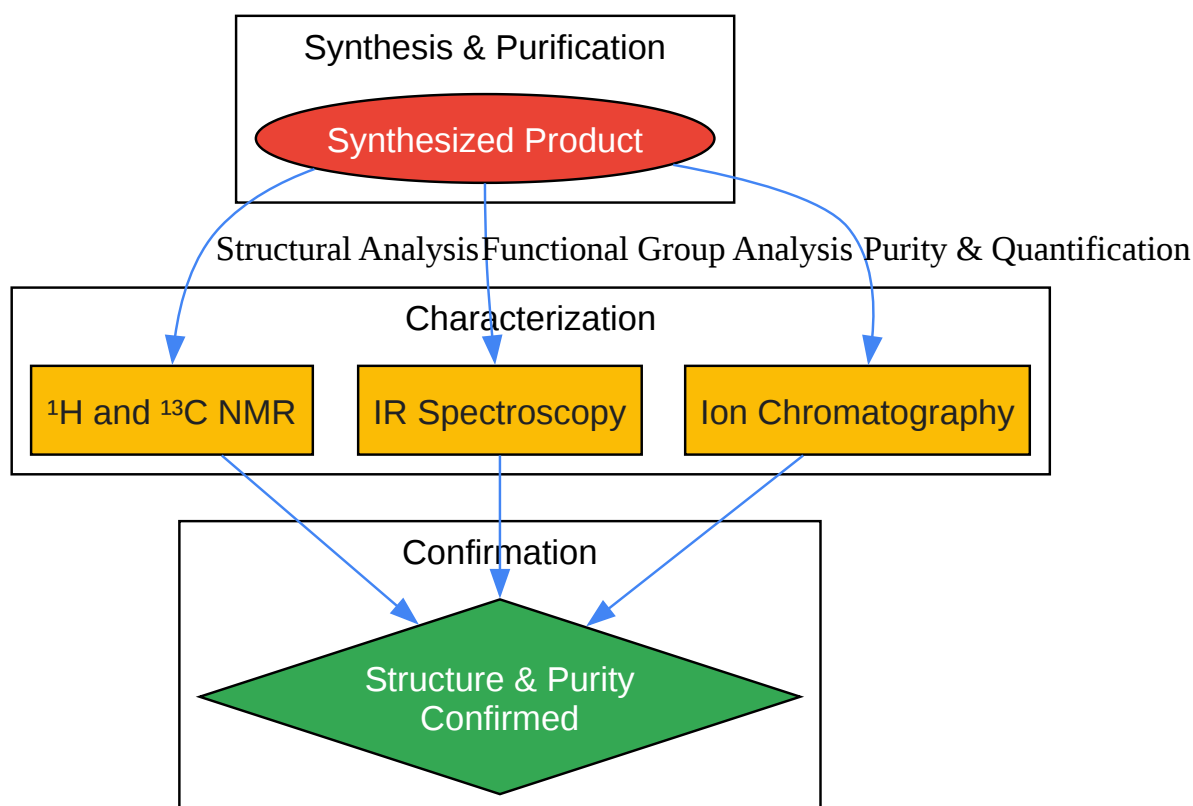 Synthesis & Purification
Synthesized Product
Structural Analysis
Functional Group Analysis
Purity & Quantification
Characterization
¹H and ¹³C NMR
IR Spectroscopy
Ion Chromatography
Confirmation
Structure & Purity
Confirmed